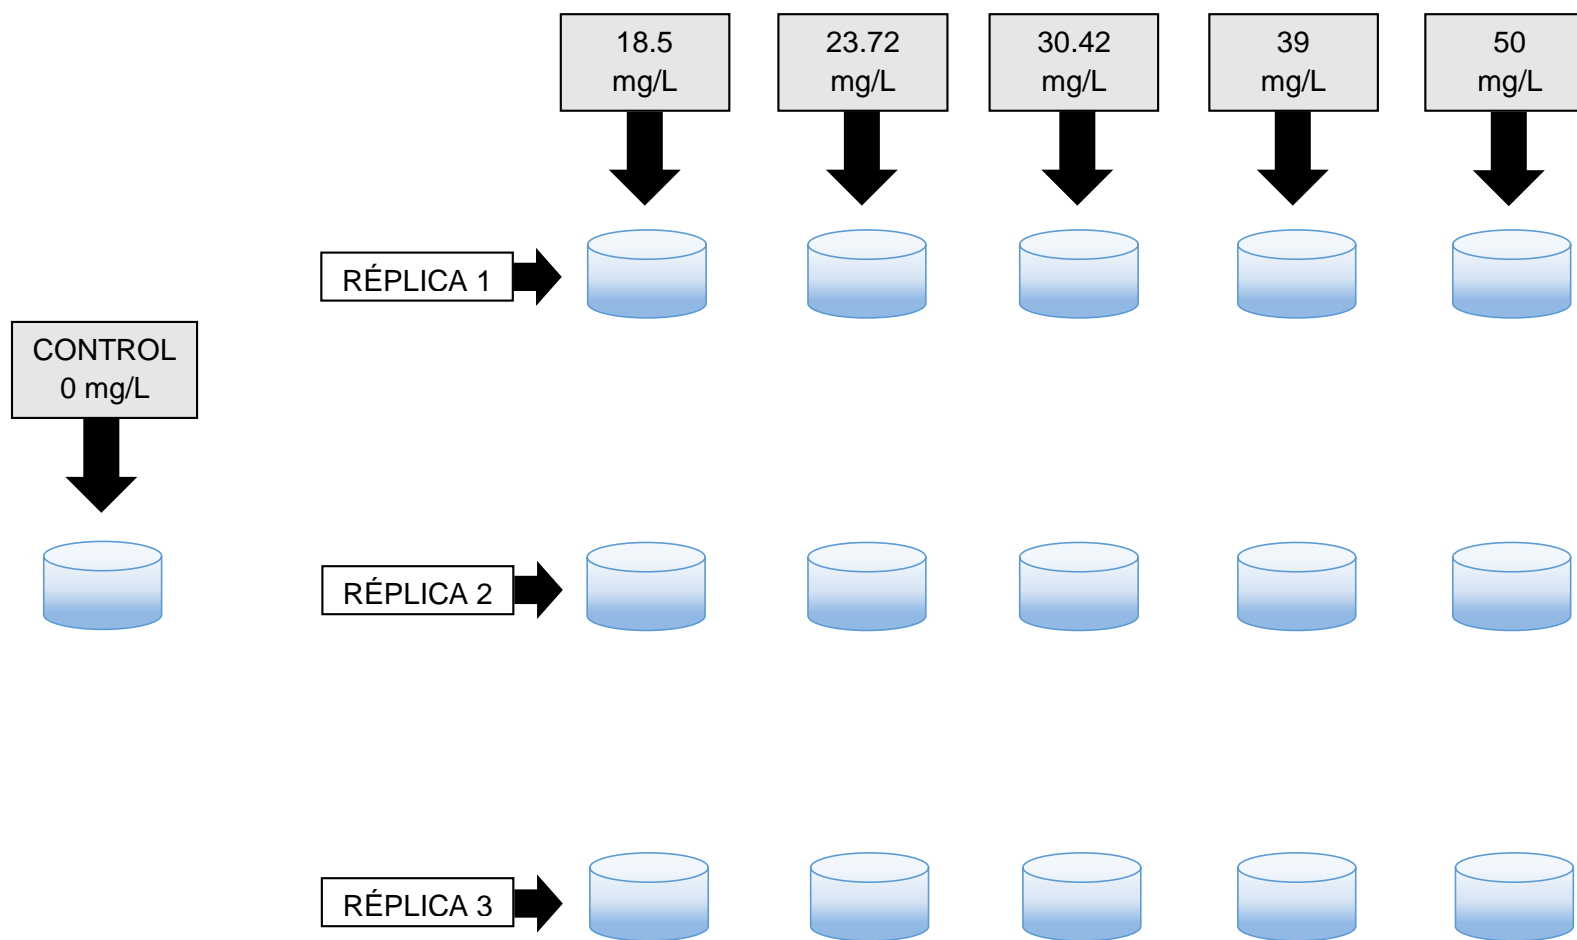 18.5
mg/L
23.72
mg/L
30.42
mg/L
39
mg/L
50
mg/L
RÉPLICA 1
CONTROL
0 mg/L
RÉPLICA 2
RÉPLICA 3